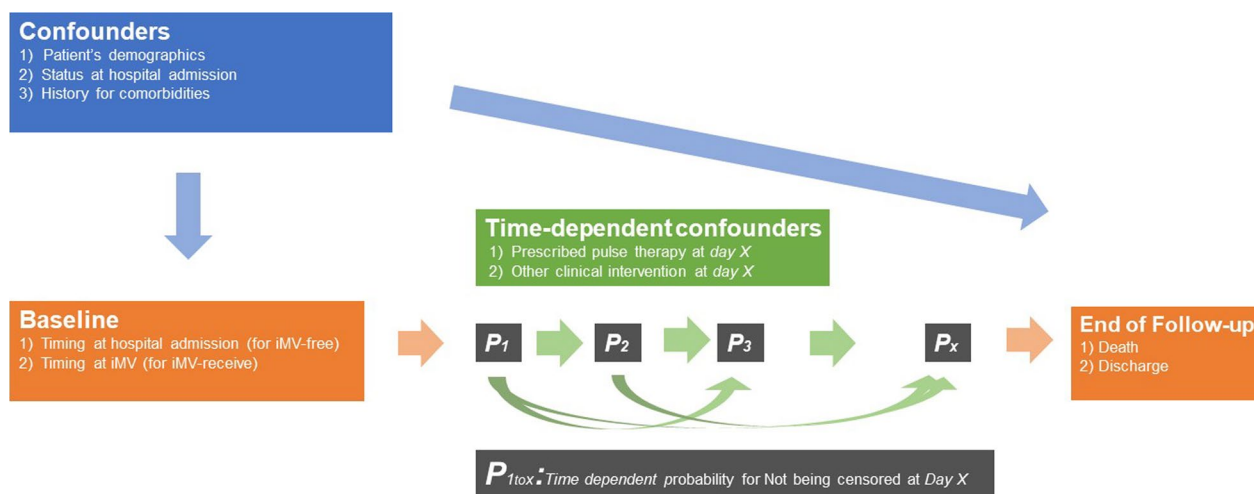 Confounders
1) Patient's demographics
2) Status at hospital admission
3) History for comorbidities
Time-dependent confounders
1) Prescribed pulse therapy at day X
2) Other clinical intervention at day X
Baseline
1) Timing at hospital admission (for iMV-free)
2) Timing at iMV (for iMV-receive)
P1
P2
P3
Px
End of Follow-up
1) Death
2) Discharge
P1tox: Time dependent probability for Not being censored at Day X